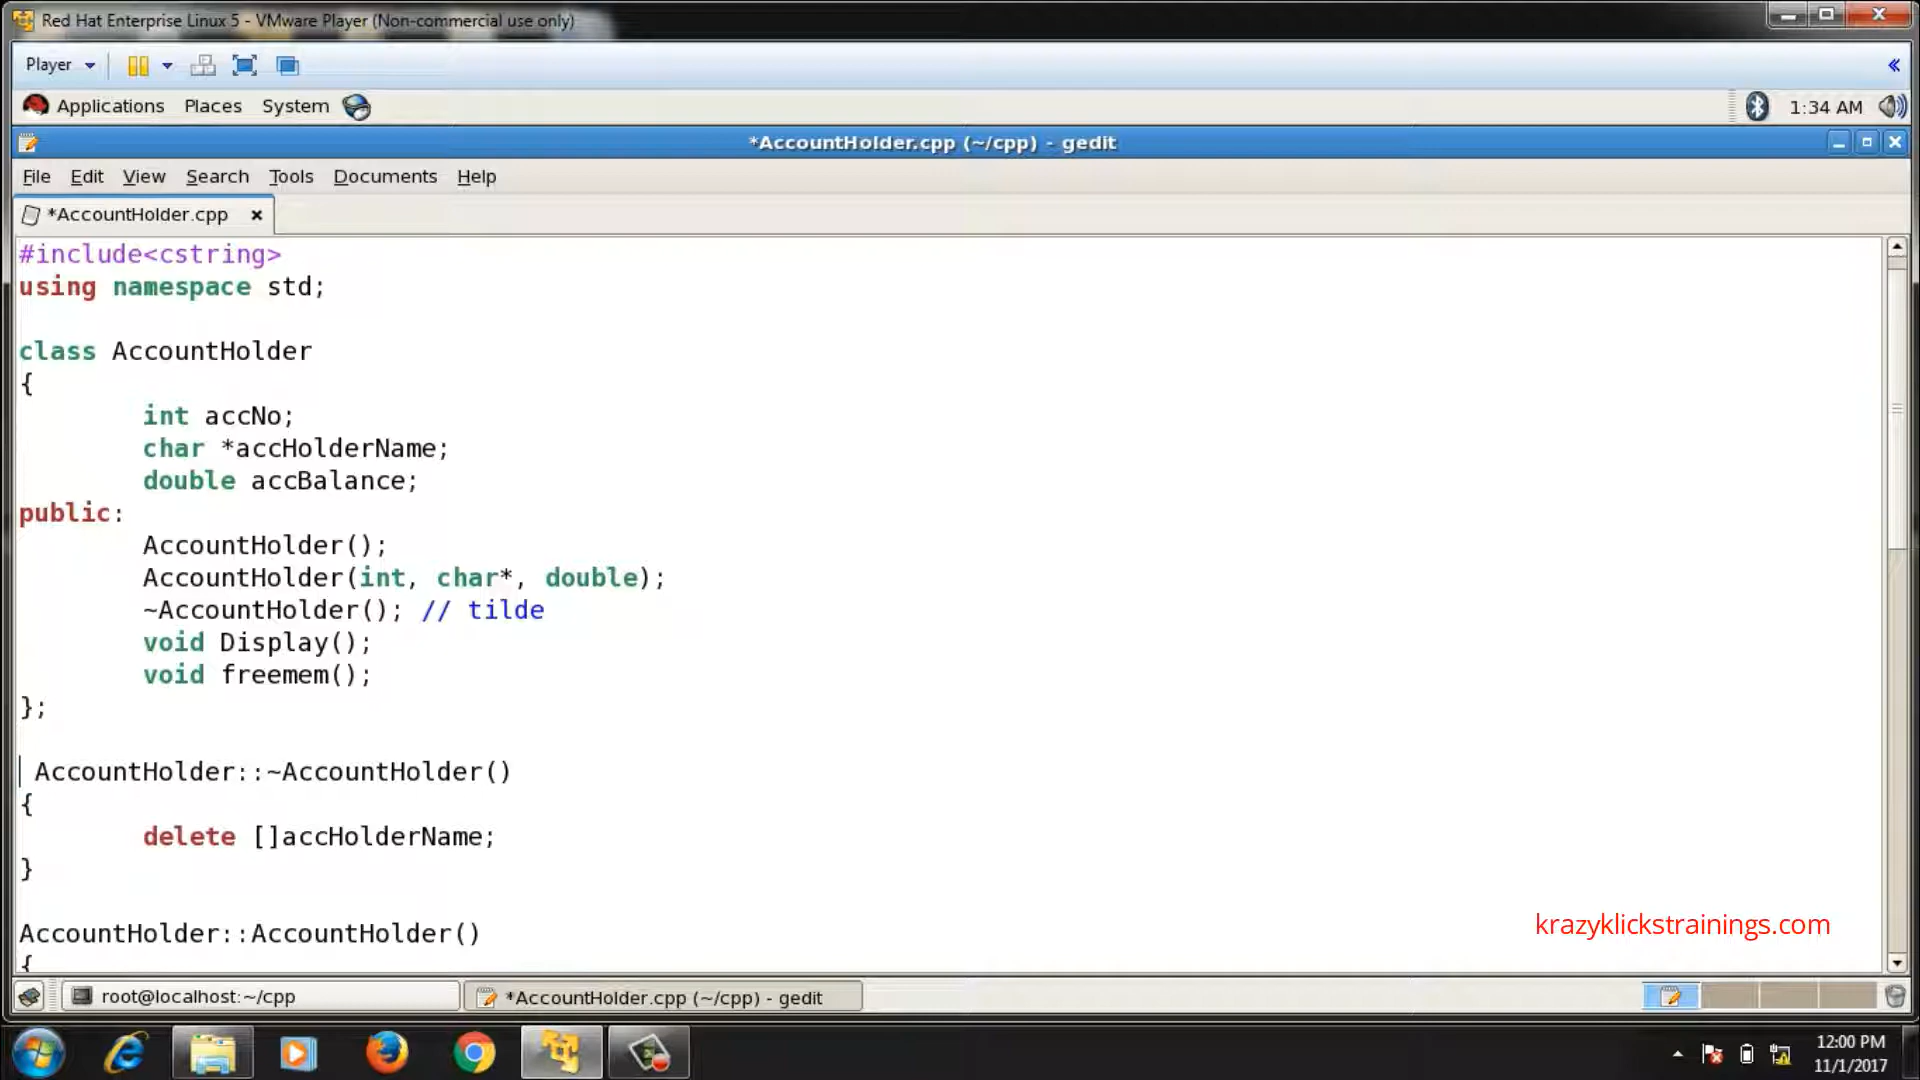 Red Hat Enterprise Linux 5 - VMware Player (Non-commercial use only)
Player
Applications Places System 1:34 AM
*AccountHolder.cpp (~/cpp) - gedit
File Edit View Search Tools Documents Help
*AccountHolder.cpp
#include<cstring>
using namespace std;
class AccountHolder
{
int accNo;
char *accHolderName;
double accBalance;
public:
AccountHolder();
AccountHolder(int, char*, double);
~AccountHolder(); // tilde
void Display();
void freemem();
};
AccountHolder::~AccountHolder()
{
delete []accHolderName;
}
AccountHolder::AccountHolder()
{
krazyklickstrainings.com
root@localhost:~/cpp *AccountHolder.cpp (~/cpp) - gedit
12:00 PM
11/1/2017